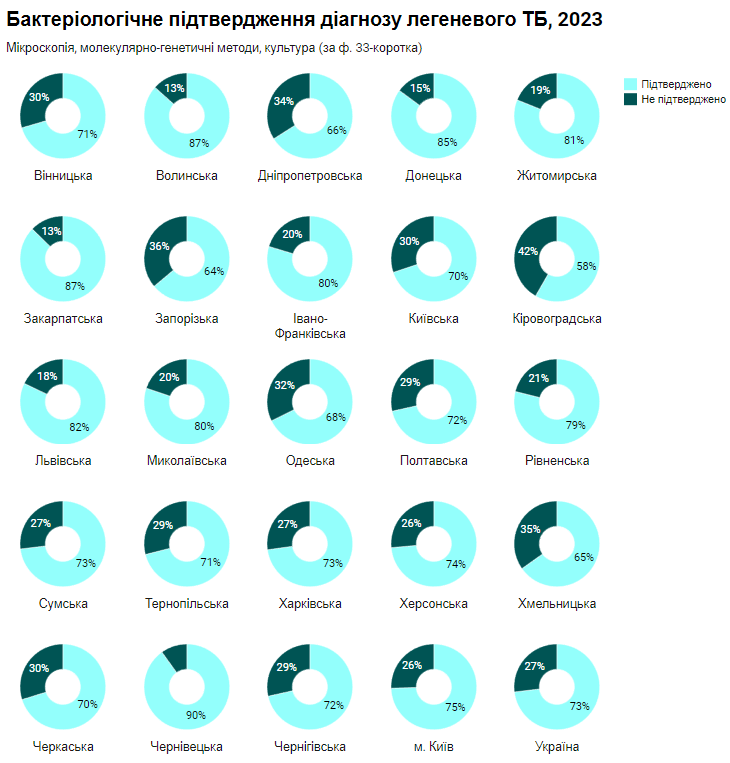 Бактеріологічне підтвердження діагнозу легеневого ТБ, 2023
Мікроскопія, молекулярно-генетичні методи, культура (за ф. 33-коротка)
Підтверджено
Не підтверджено
30% 13% 34% 15% 19%
71% 87% 66% 85% 81%
Вінницька Волинська Дніпропетровська Донецька Житомирська
13% 36% 20% 30% 42%
87% 64% 80% 70% 58%
Закарпатська Запорізька Івано- Київська Кіровоградська
Франківська
18% 20% 32% 29% 21%
82% 80% 68% 72% 79%
Львівська Миколаївська Одеська Полтавська Рівненська
27% 29% 27% 26% 35%
73% 71% 73% 74% 65%
Сумська Тернопільська Харківська Херсонська Хмельницька
30% 29% 26% 27%
70% 90% 72% 75% 73%
Черкаська Чернівецька Чернігівська м. Київ Україна